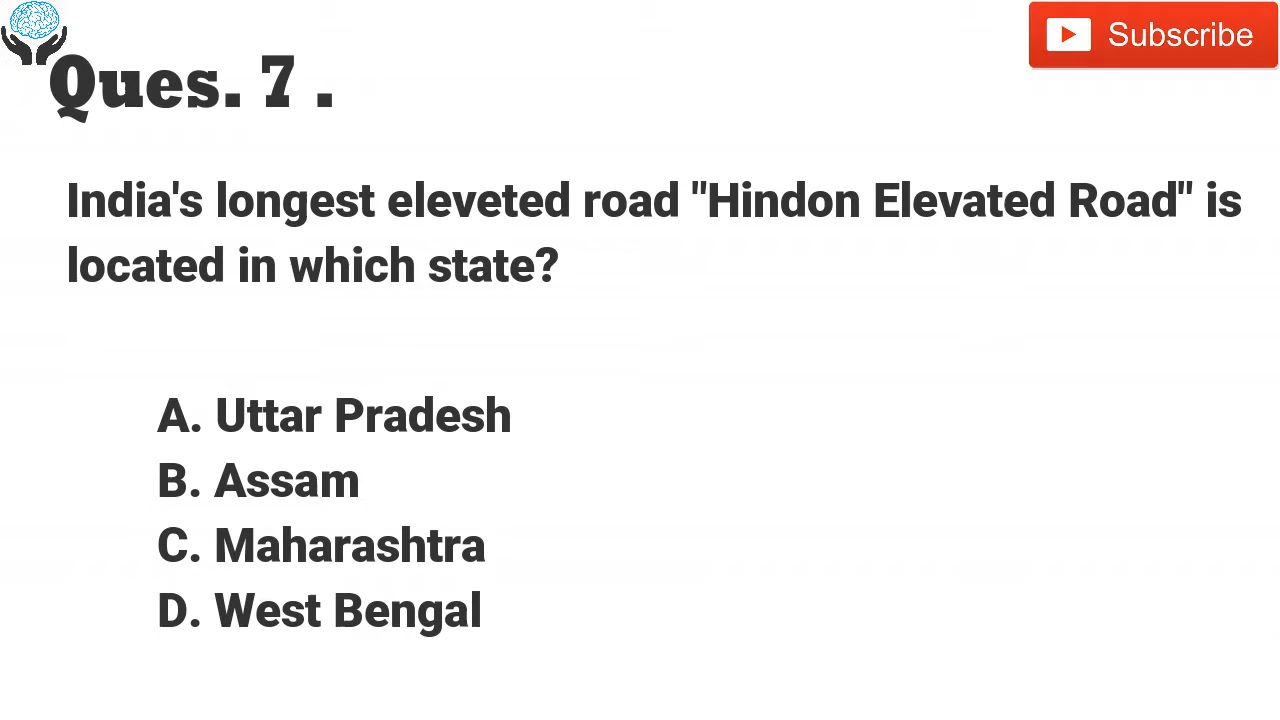 Subscribe
Ques. 7 .
India's longest eleveted road "Hindon Elevated Road" is
located in which state?
A. Uttar Pradesh
B. Assam
C. Maharashtra
D. West Bengal